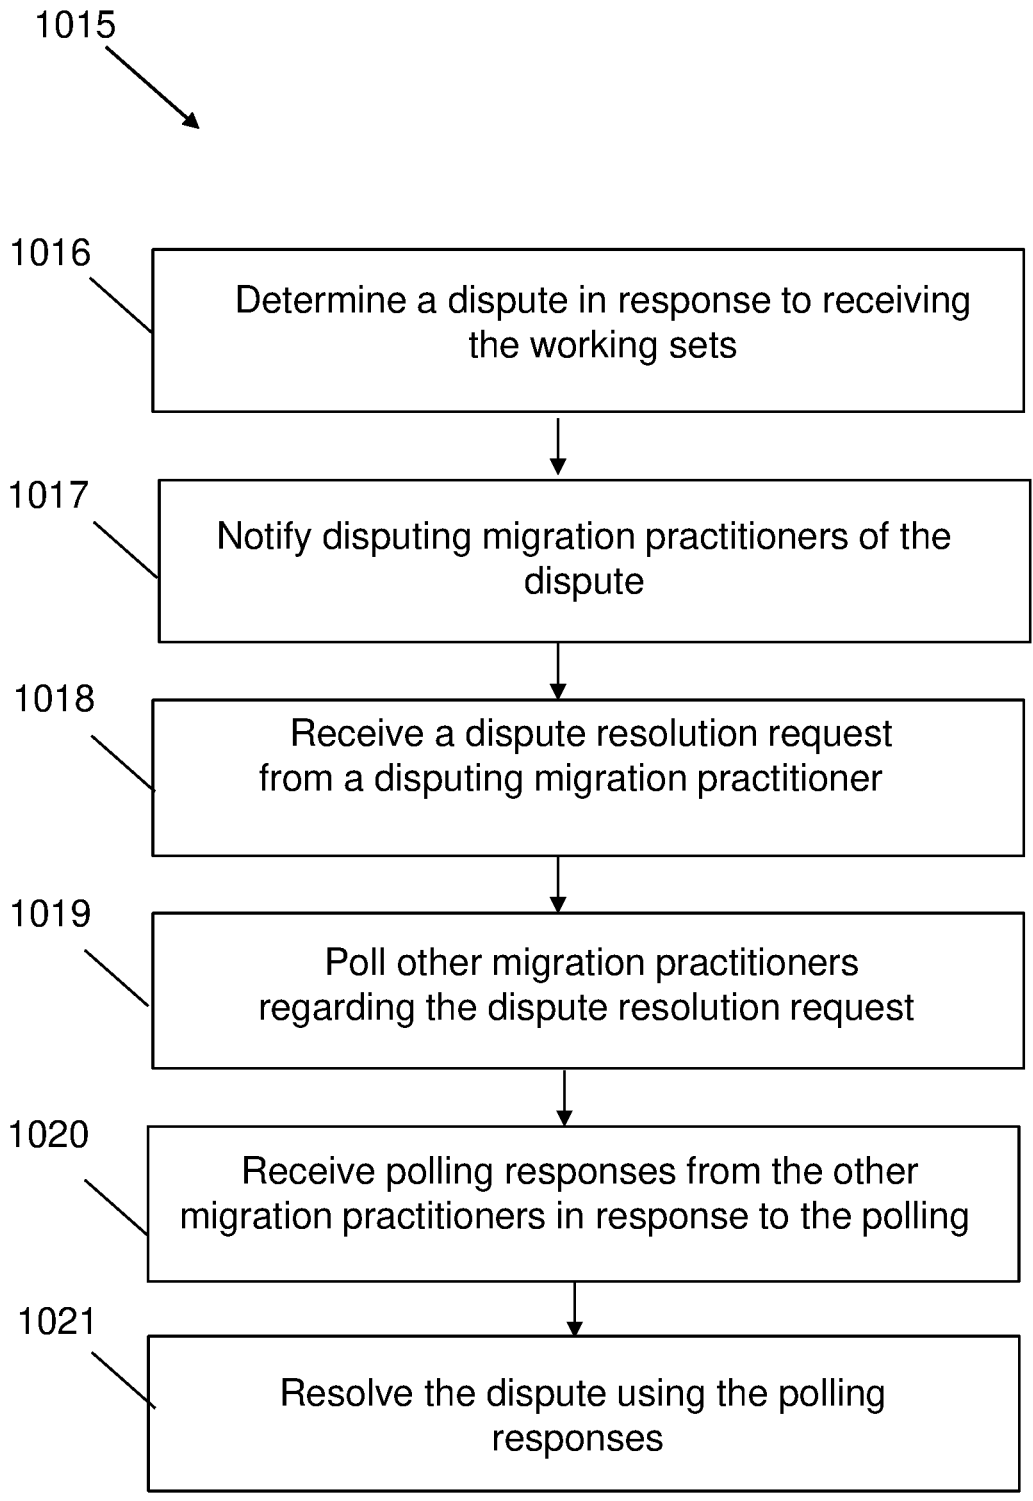 1015
1016
Determine a dispute in response to receiving
the working sets
1017
Notify disputing migration practitioners of the
dispute
1018
Receive a dispute resolution request
from a disputing migration practitioner
1019
Poll other migration practitioners
regarding the dispute resolution request
1020
Receive polling responses from the other
migration practitioners in response to the polling
1021
Resolve the dispute using the polling
responses